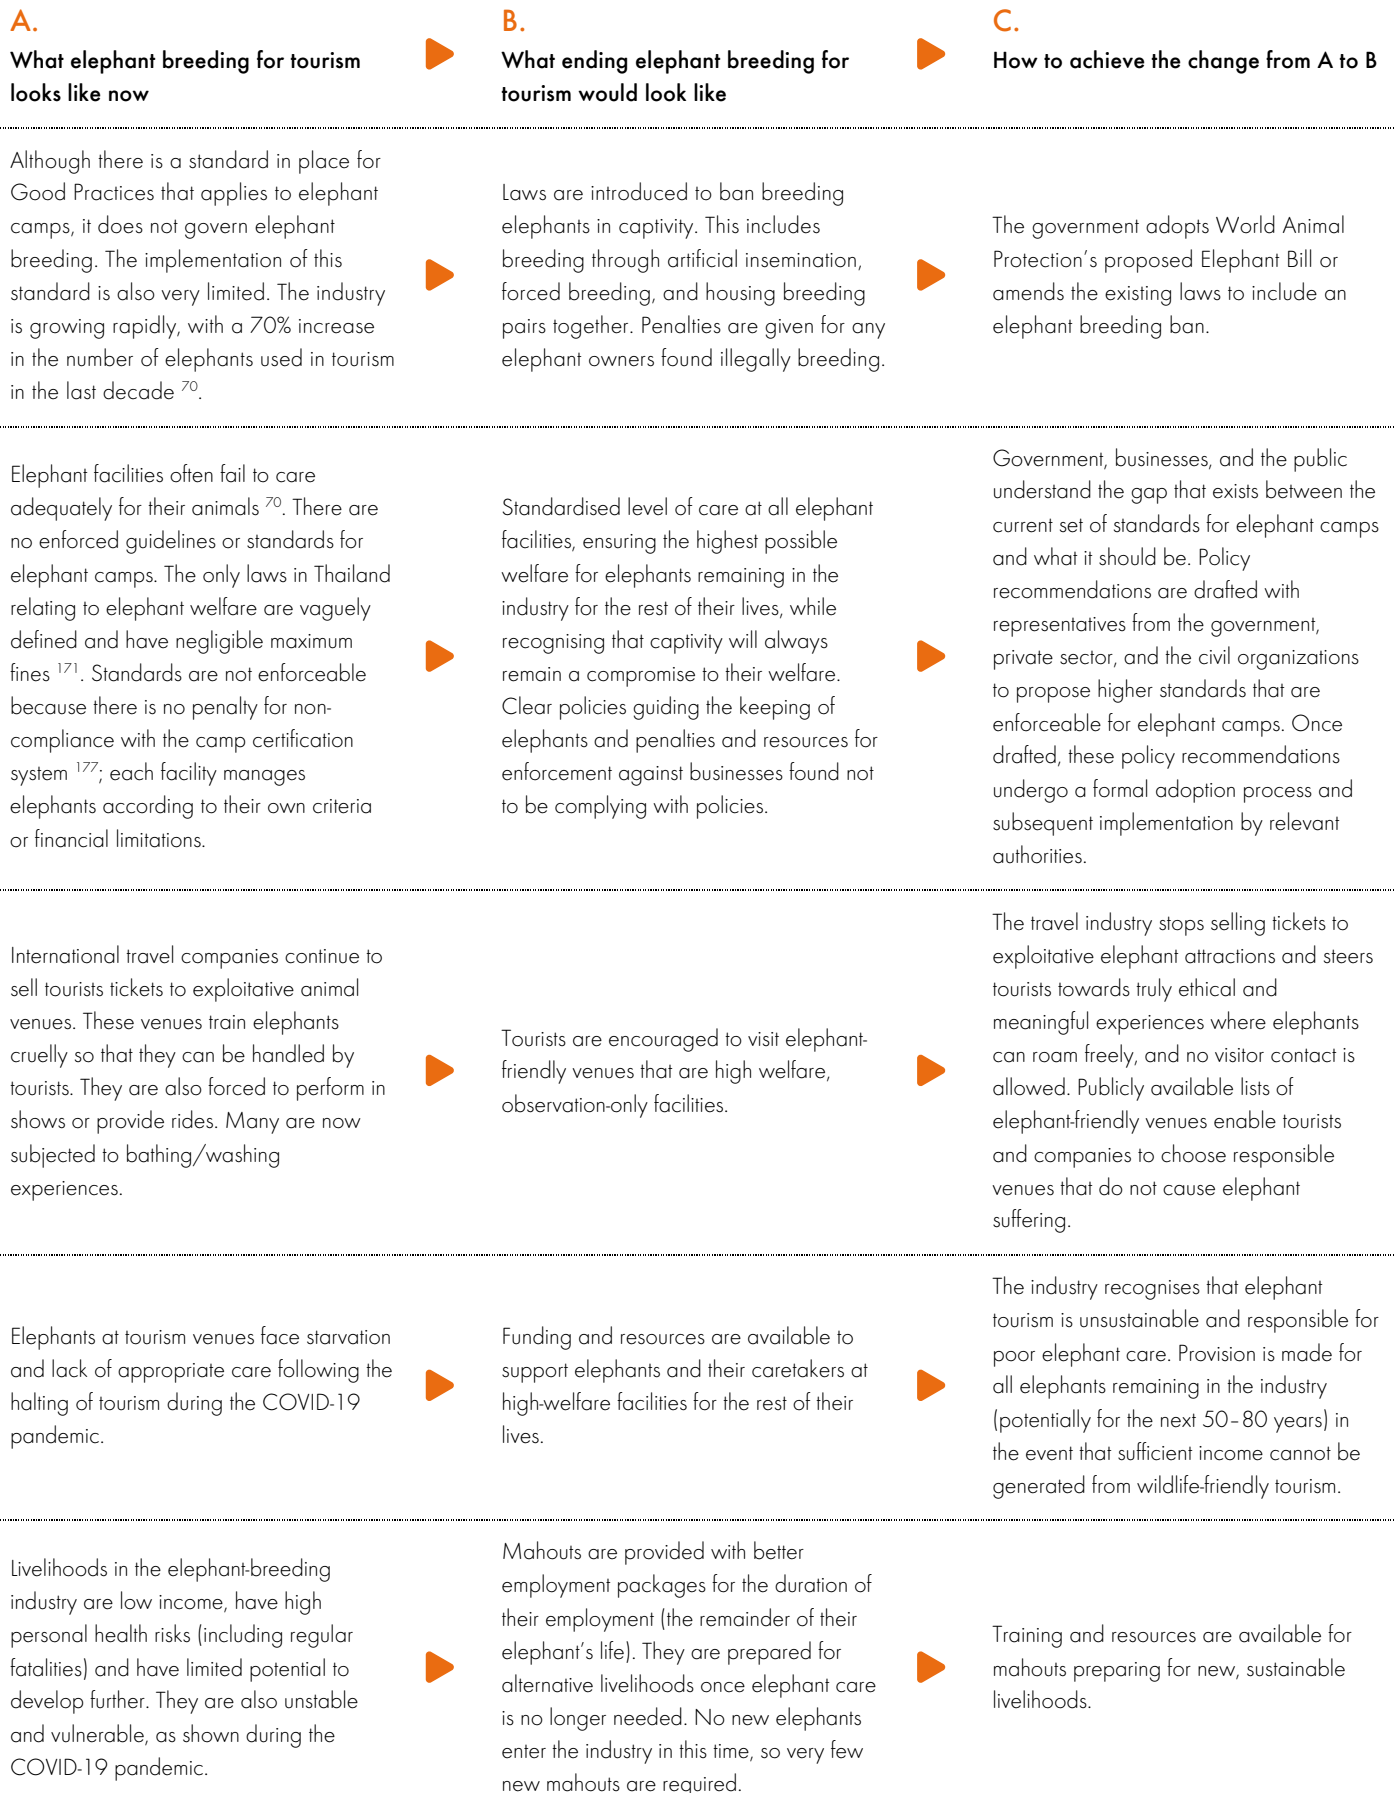 A.
What elephant breeding for tourism
looks like now
B.
What ending elephant breeding for
tourism would look like
C.
How to achieve the change from A to B
Although there is a standard in place for
Good Practices that applies to elephant
camps, it does not govern elephant
breeding. The implementation of this
standard is also very limited. The industry
is growing rapidly, with a 70% increase
in the number of elephants used in tourism
in the last decade 70.
Laws are introduced to ban breeding
elephants in captivity. This includes
breeding through artificial insemination,
forced breeding, and housing breeding
pairs together. Penalties are given for any
elephant owners found illegally breeding.
The government adopts World Animal
Protection's proposed Elephant Bill or
amends the existing laws to include an
elephant breeding ban.
Elephant facilities often fail to care
adequately for their animals 70. There are
no enforced guidelines or standards for
elephant camps. The only laws in Thailand
relating to elephant welfare are vaguely
defined and have negligible maximum
fines 171. Standards are not enforceable
because there is no penalty for non-
compliance with the camp certification
system 177; each facility manages
elephants according to their own criteria
or financial limitations.
Standardised level of care at all elephant
facilities, ensuring the highest possible
welfare for elephants remaining in the
industry for the rest of their lives, while
recognising that captivity will always
remain a compromise to their welfare.
Clear policies guiding the keeping of
elephants and penalties and resources for
enforcement against businesses found not
to be complying with policies.
Government, businesses, and the public
understand the gap that exists between the
current set of standards for elephant camps
and what it should be. Policy
recommendations are drafted with
representatives from the government,
private sector, and the civil organizations
to propose higher standards that are
enforceable for elephant camps. Once
drafted, these policy recommendations
undergo a formal adoption process and
subsequent implementation by relevant
authorities.
International travel companies continue to
sell tourists tickets to exploitative animal
venues. These venues train elephants
cruelly so that they can be handled by
tourists. They are also forced to perform in
shows or provide rides. Many are now
subjected to bathing/washing
experiences.
Tourists are encouraged to visit elephant-
friendly venues that are high welfare,
observation-only facilities.
The travel industry stops selling tickets to
exploitative elephant attractions and steers
tourists towards truly ethical and
meaningful experiences where elephants
can roam freely, and no visitor contact is
allowed. Publicly available lists of
elephant-friendly venues enable tourists
and companies to choose responsible
venues that do not cause elephant
suffering.
Elephants at tourism venues face starvation
and lack of appropriate care following the
halting of tourism during the COVID-19
pandemic.
Funding and resources are available to
support elephants and their caretakers at
high-welfare facilities for the rest of their
lives.
The industry recognises that elephant
tourism is unsustainable and responsible for
poor elephant care. Provision is made for
all elephants remaining in the industry
(potentially for the next 50–80 years) in
the event that sufficient income cannot be
generated from wildlife-friendly tourism.
Livelihoods in the elephant-breeding
industry are low income, have high
personal health risks (including regular
fatalities) and have limited potential to
develop further. They are also unstable
and vulnerable, as shown during the
COVID-19 pandemic.
Mahouts are provided with better
employment packages for the duration of
their employment (the remainder of their
elephant's life). They are prepared for
alternative livelihoods once elephant care
is no longer needed. No new elephants
enter the industry in this time, so very few
new mahouts are required.
Training and resources are available for
mahouts preparing for new, sustainable
livelihoods.